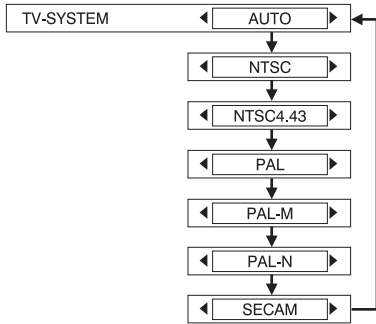 TV-SYSTEM AUTO
NTSC
NTSC4.43
PAL
PAL-M
PAL-N
SECAM